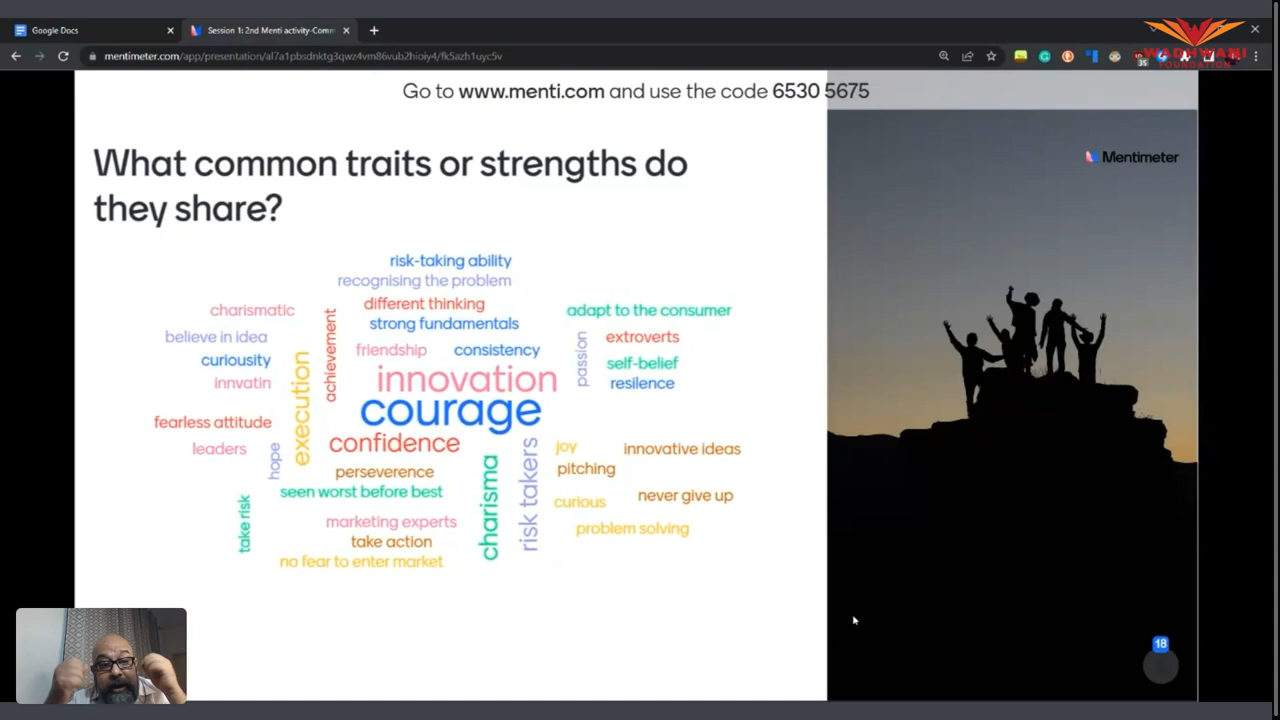 Google Docs
Session 1: 2nd Menti activity-Comm
mentimeter.com/app/presentation/al7a1pbsdnktg3qwz4vm86vub2hioiy4/fk5azh1uyc5v
35
WADHWANI
FOUNDATION
Go to www.menti.com and use the code 6530 5675
Mentimeter
What common traits or strengths do
they share?
risk-taking ability
recognising the problem
charismatic
different thinking
adapt to the consumer
believe in idea
achievement
strong fundamentals
passion
extroverts
curiousity
execution
friendship
consistency
self-belief
innvatin
innovation
resilence
courage
fearless attitude
leaders
hope
confidence
joy
innovative ideas
perseverence
charisma
risk takers
pitching
take risk
seen worst before best
curious
never give up
marketing experts
problem solving
take action
no fear to enter market
18